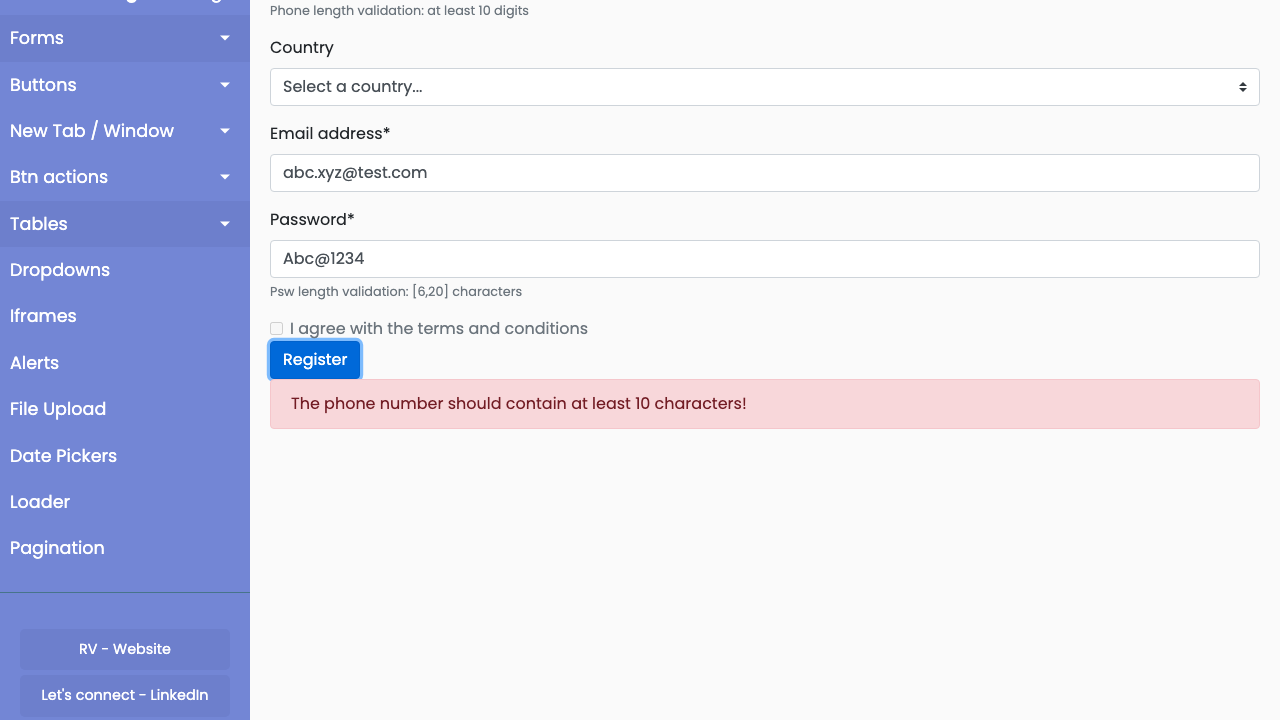 Forms
Buttons
New Tab / Window
Btn actions
Tables
Dropdowns
Iframes
Alerts
File Upload
Date Pickers
Loader
Pagination
RV - Website
Let's connect - LinkedIn
Phone length validation: at least 10 digits
Country
Select a country...
Email address*
abc.xyz@test.com
Password*
Abc@1234
Psw length validation: [6,20] characters
I agree with the terms and conditions
Register
The phone number should contain at least 10 characters!